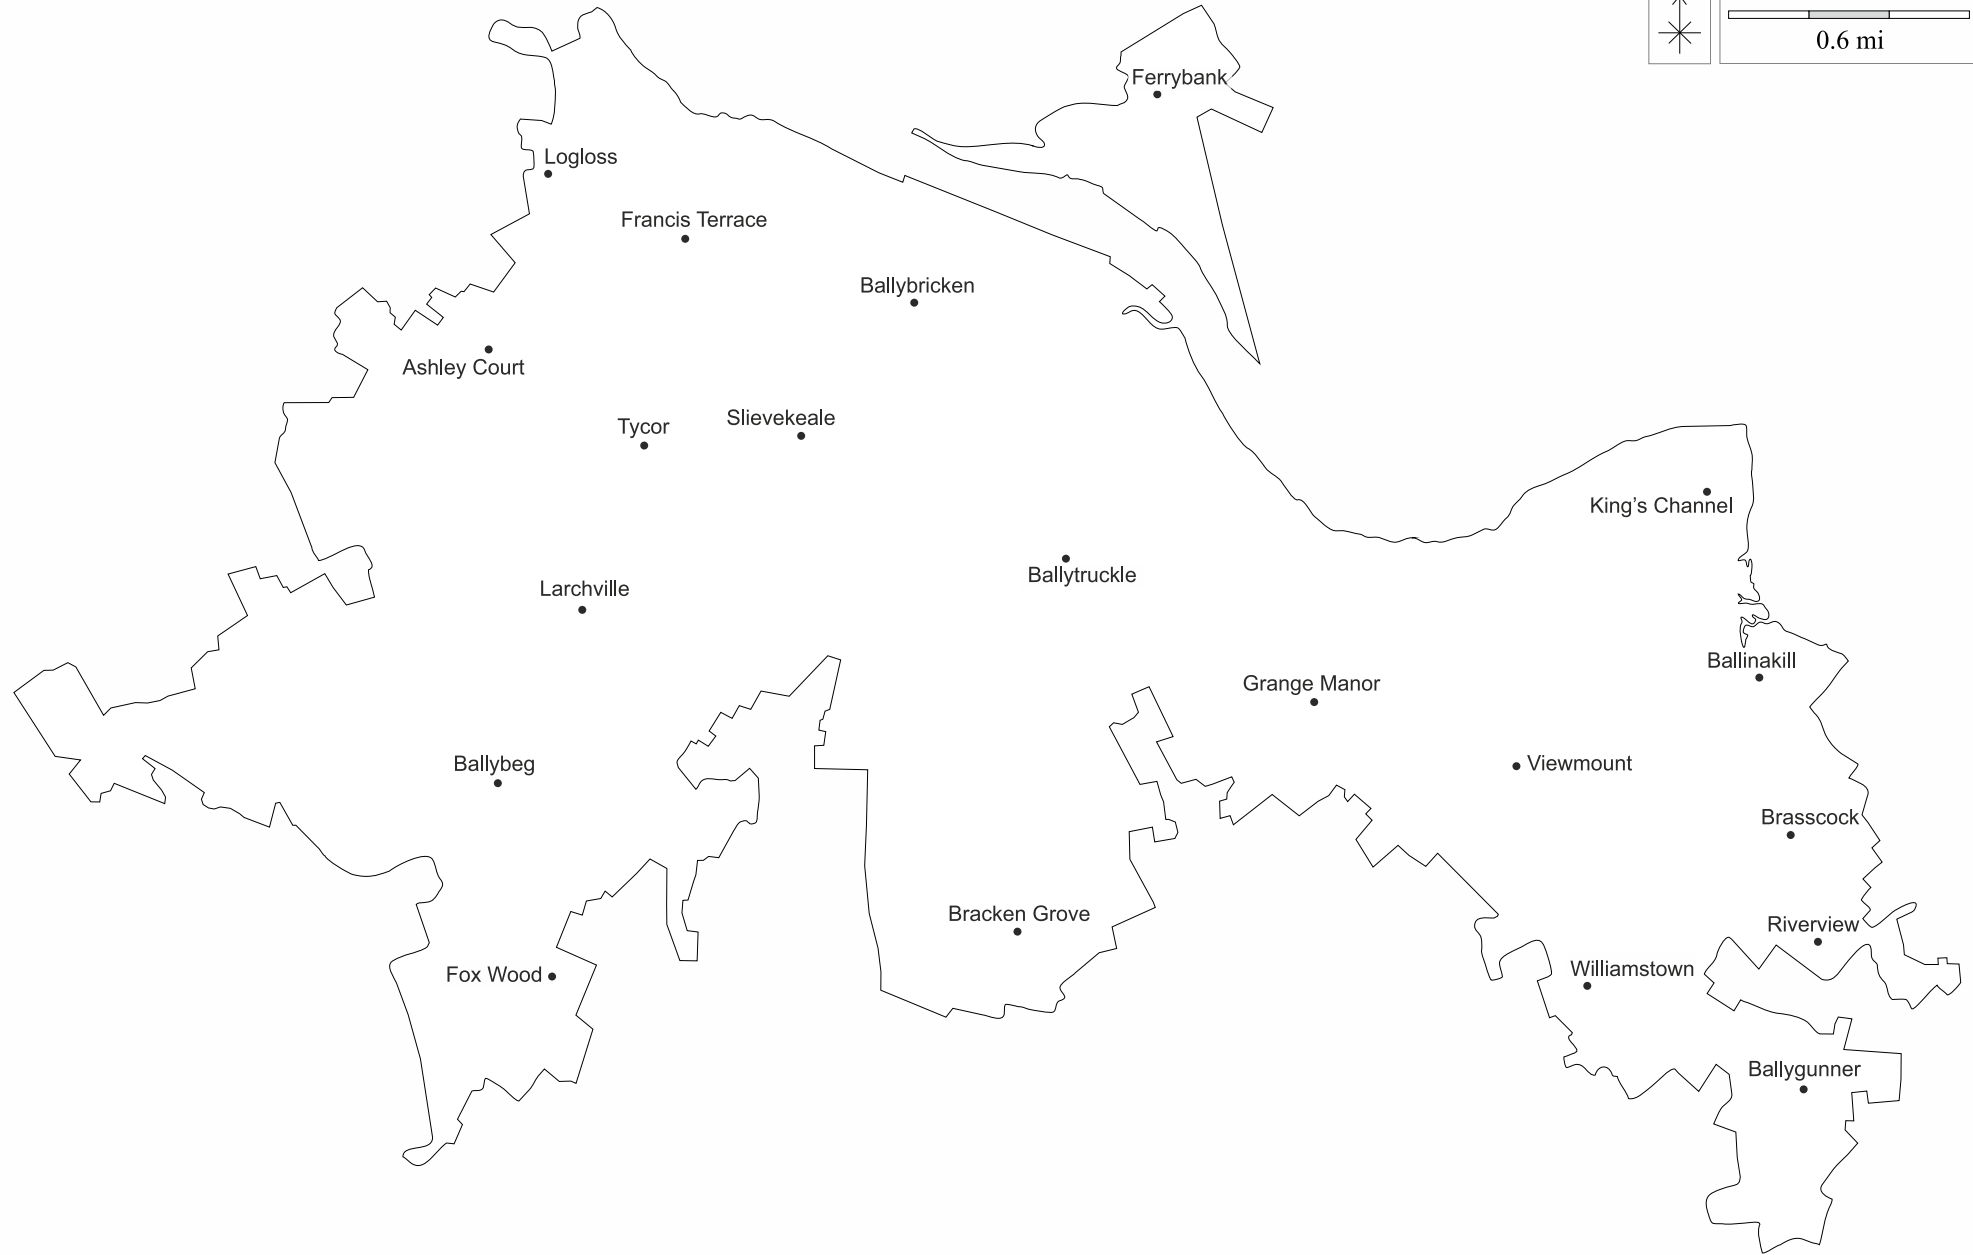 0.6 mi
Ferrybank
Logloss
Francis Terrace
Ballybricken
Ashley Court
Slievekeale
Tycor
King's Channel
Ballytruckle
Larchville
Ballinakill
Grange Manor
Ballybeg
Viewmount
Brasscock
Bracken Grove
Riverview
Williamstown
Fox Wood
Ballygunner